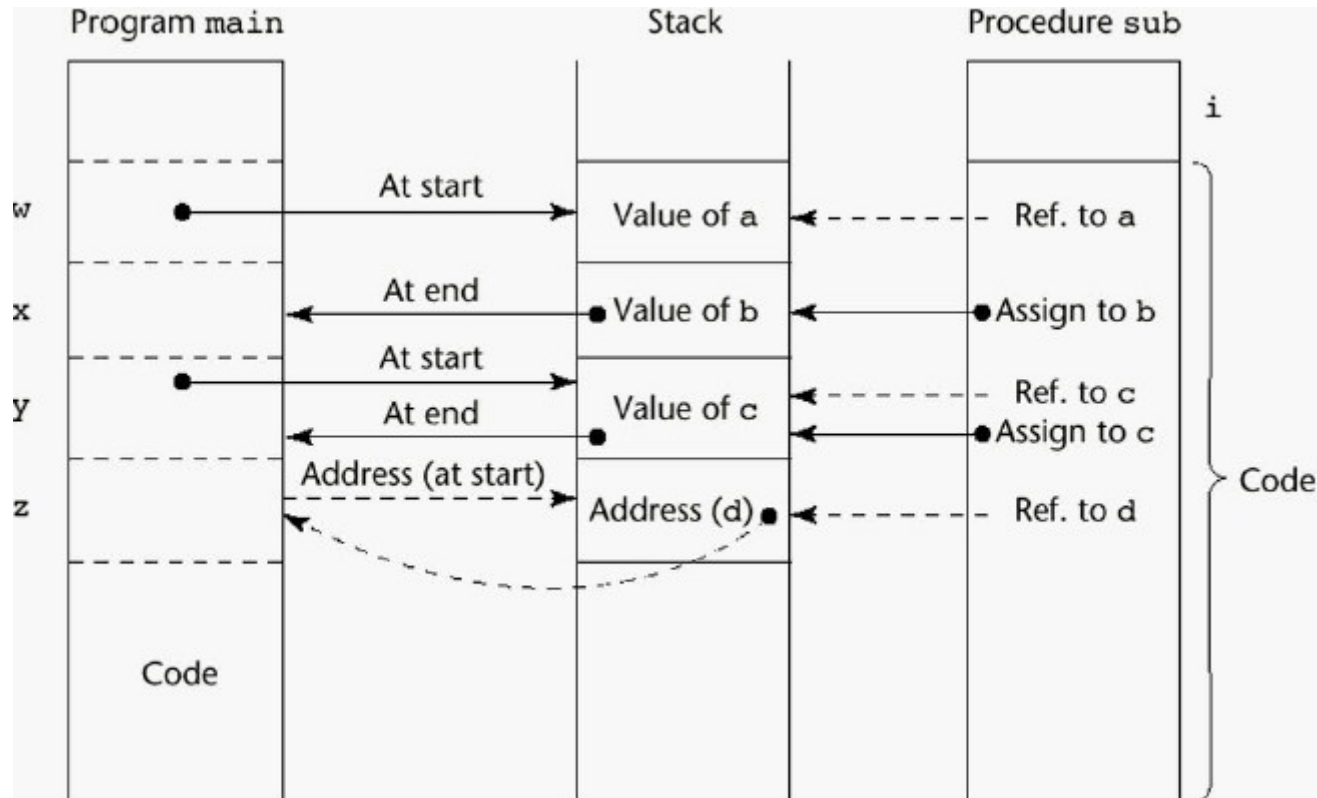 Program main
Stack
Procedure sub
i
w
At start
Value of a
Ref. to a
x
At end
Value of b
Assign to b
At start
y
Value of c
Ref. to c
At end
Assign to c
Address (at start)
z
Address (d)
Ref. to d
Code
Code